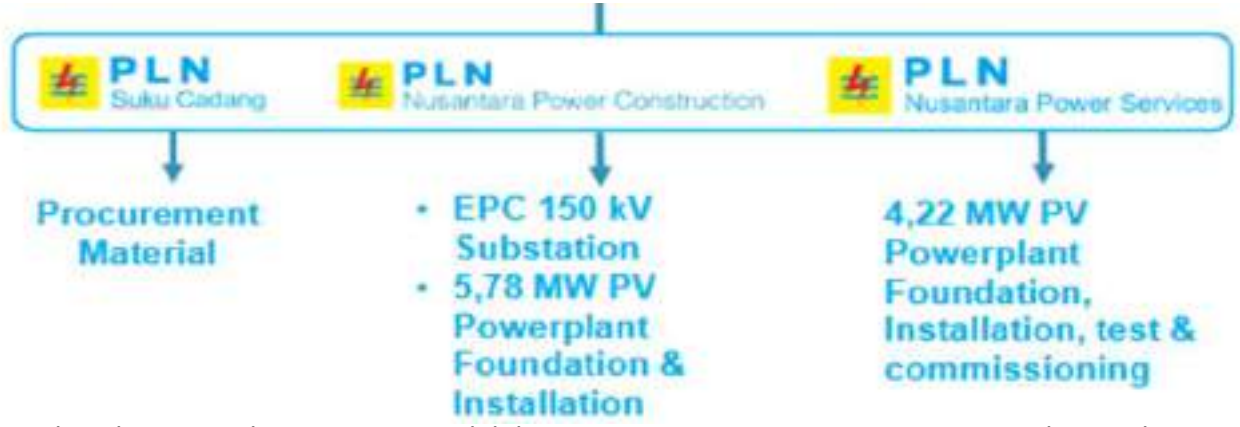 PLN
Suku Cadang
PLN
Nusantara Power Construction
PLN
Nusantara Power Services
Procurement
Material
• EPC 150 kV
Substation
• 5,78 MW PV
Powerplant
Foundation &
Installation
4,22 MW PV
Powerplant
Foundation,
Installation, test &
commissioning